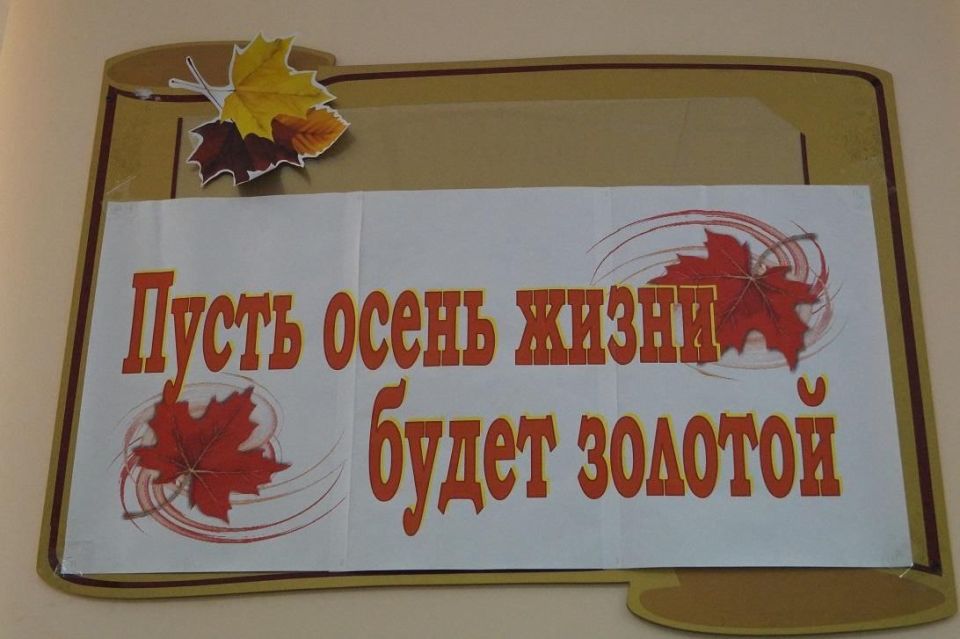 Пусть осень жизни
будет золотой